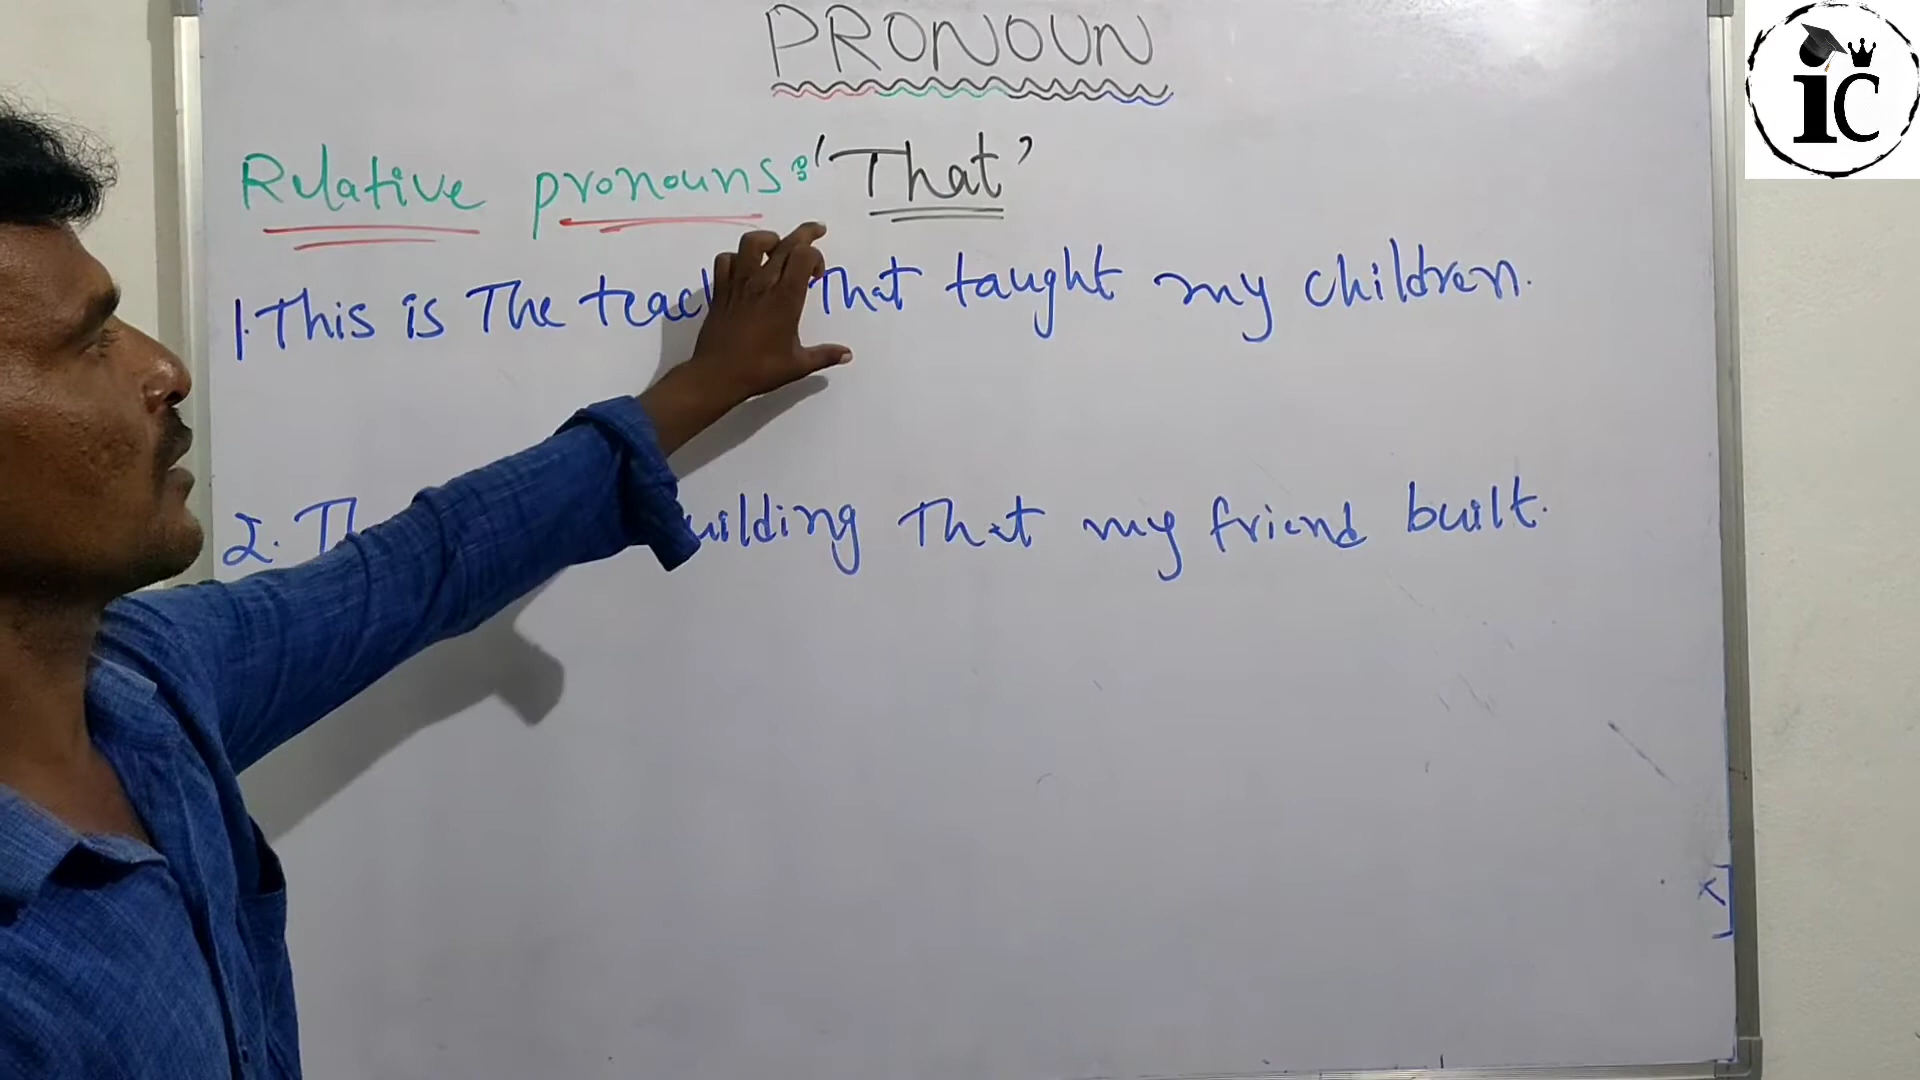 PRONOUN
Relative pronouns : 'That'
1. This is The teac That taught my children.
2. Th uilding That my friend built.
x]
iC